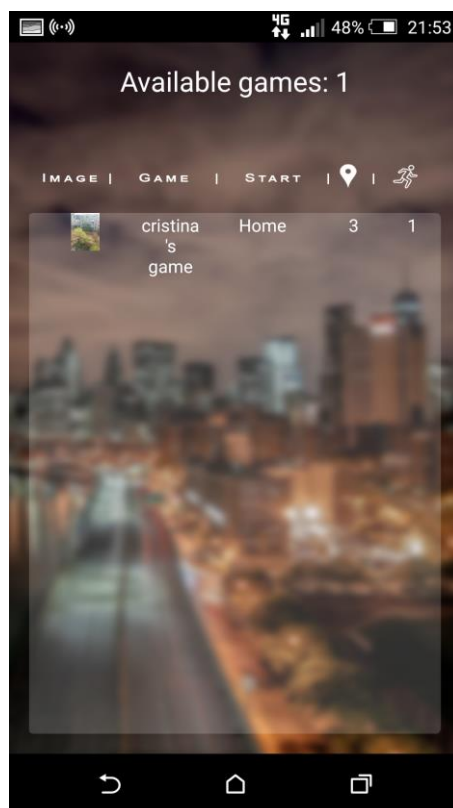 4G 48% 21:53
Available games: 1
IMAGE | GAME | START | |
cristina Home 3 1
's
game